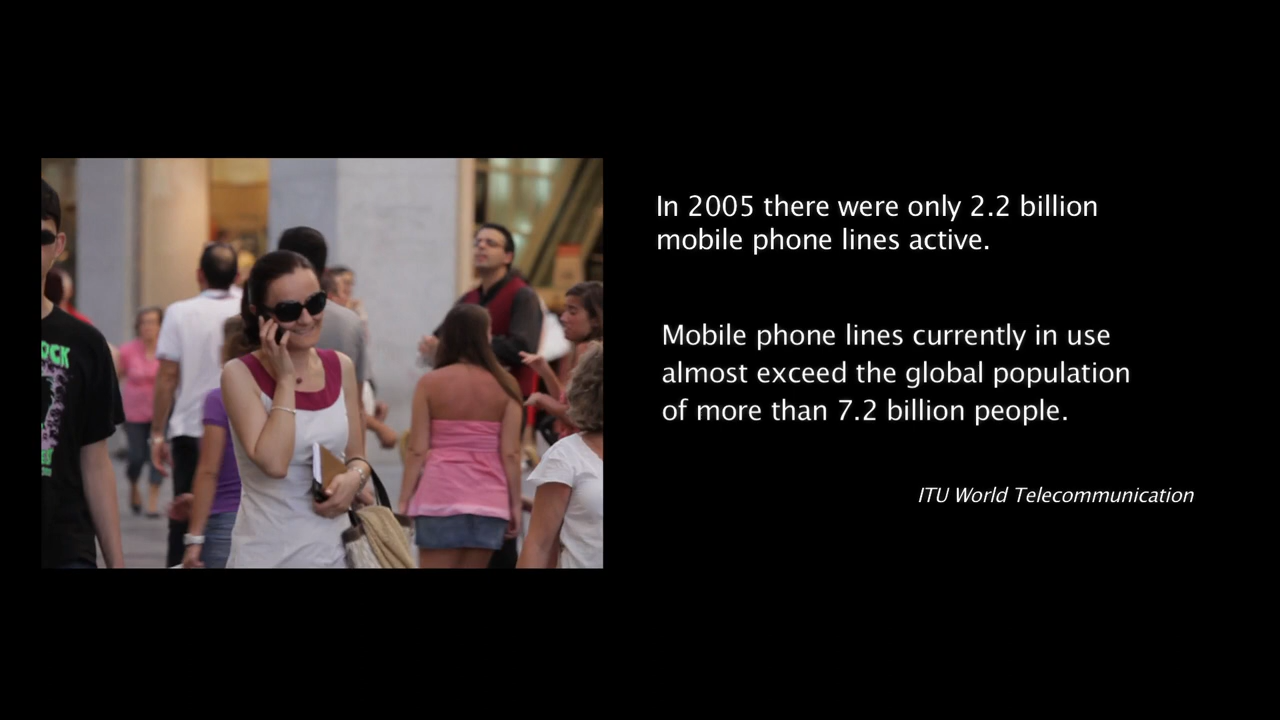 In 2005 there were only 2.2 billion
mobile phone lines active.
Mobile phone lines currently in use
almost exceed the global population
of more than 7.2 billion people.
ITU World Telecommunication
OCK